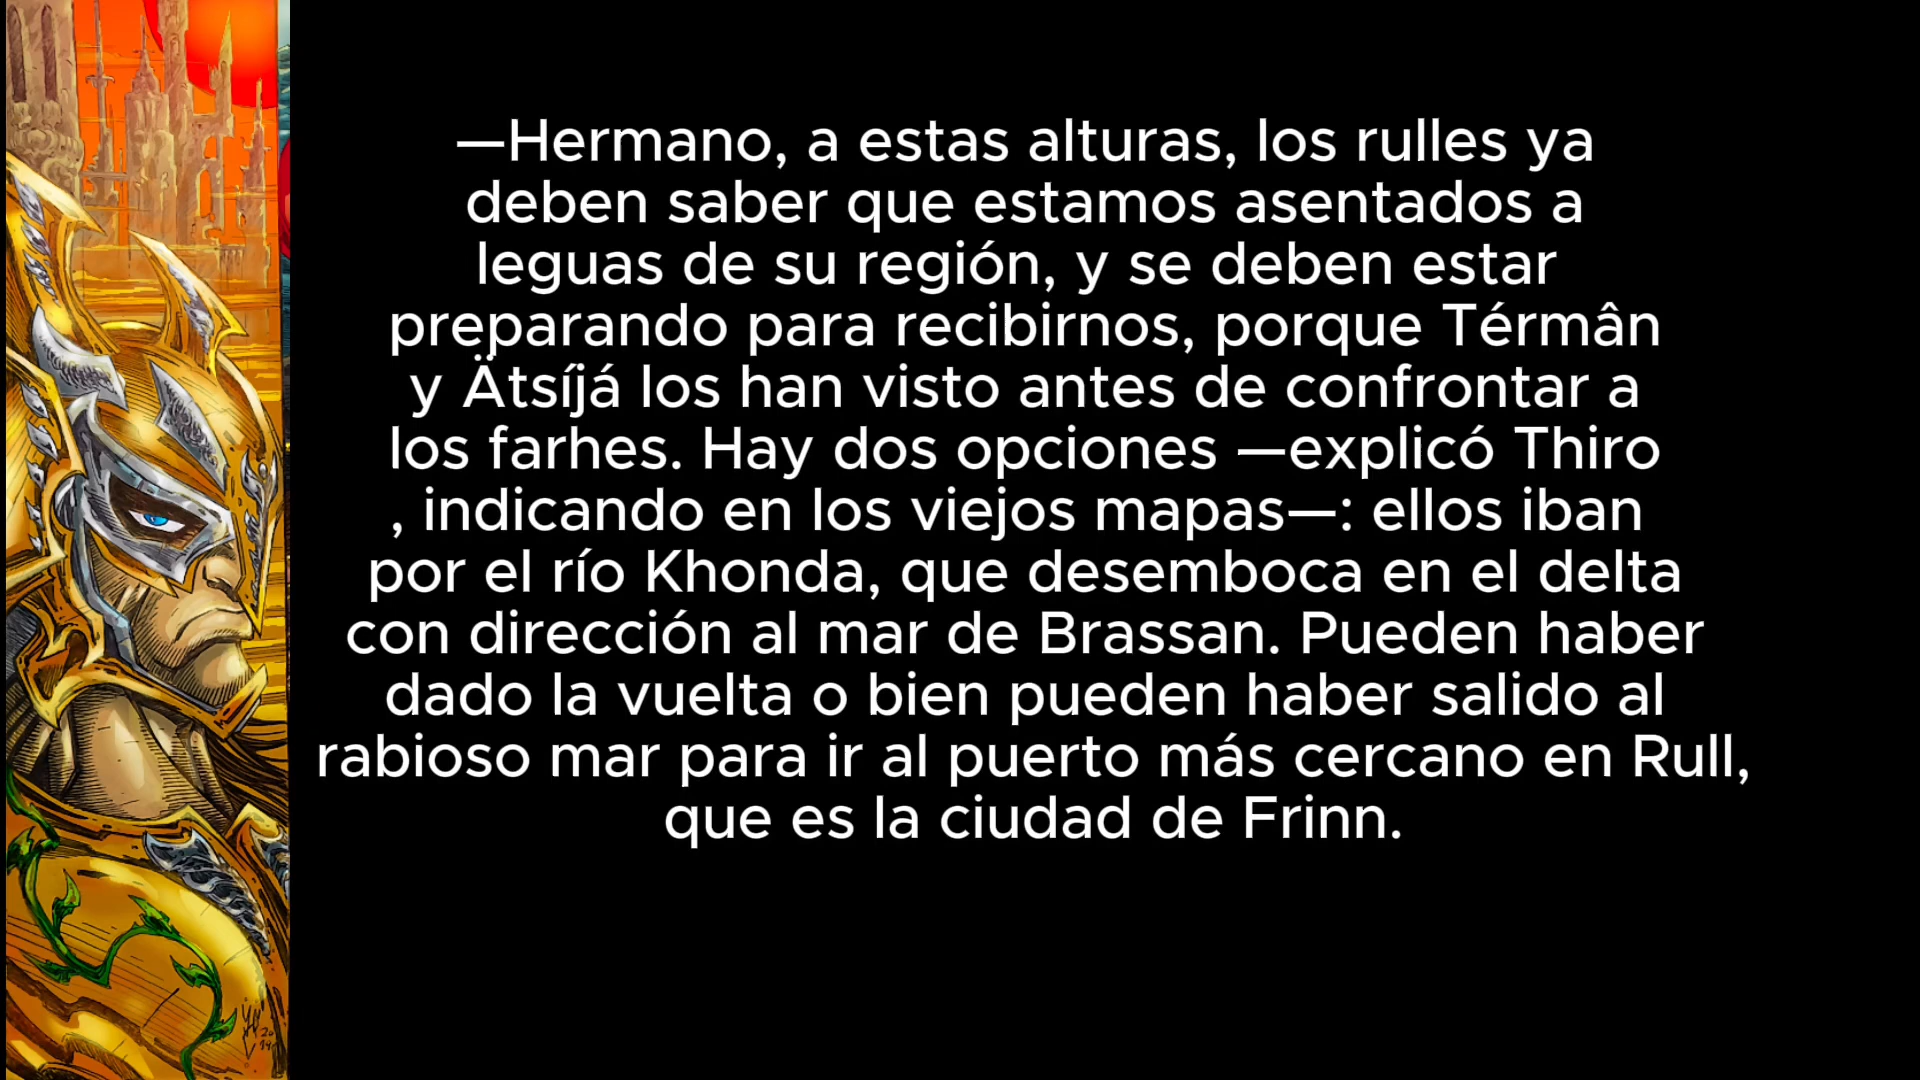 —Hermano, a estas alturas, los rulles ya
deben saber que estamos asentados a
leguas de su región, y se deben estar
preparando para recibirnos, porque Térmân
y Ätsíjá los han visto antes de confrontar a
los farhes. Hay dos opciones —explicó Thiro
, indicando en los viejos mapas—: ellos iban
por el río Khonda, que desemboca en el delta
con dirección al mar de Brassan. Pueden haber
dado la vuelta o bien pueden haber salido al
rabioso mar para ir al puerto más cercano en Rull,
que es la ciudad de Frinn.